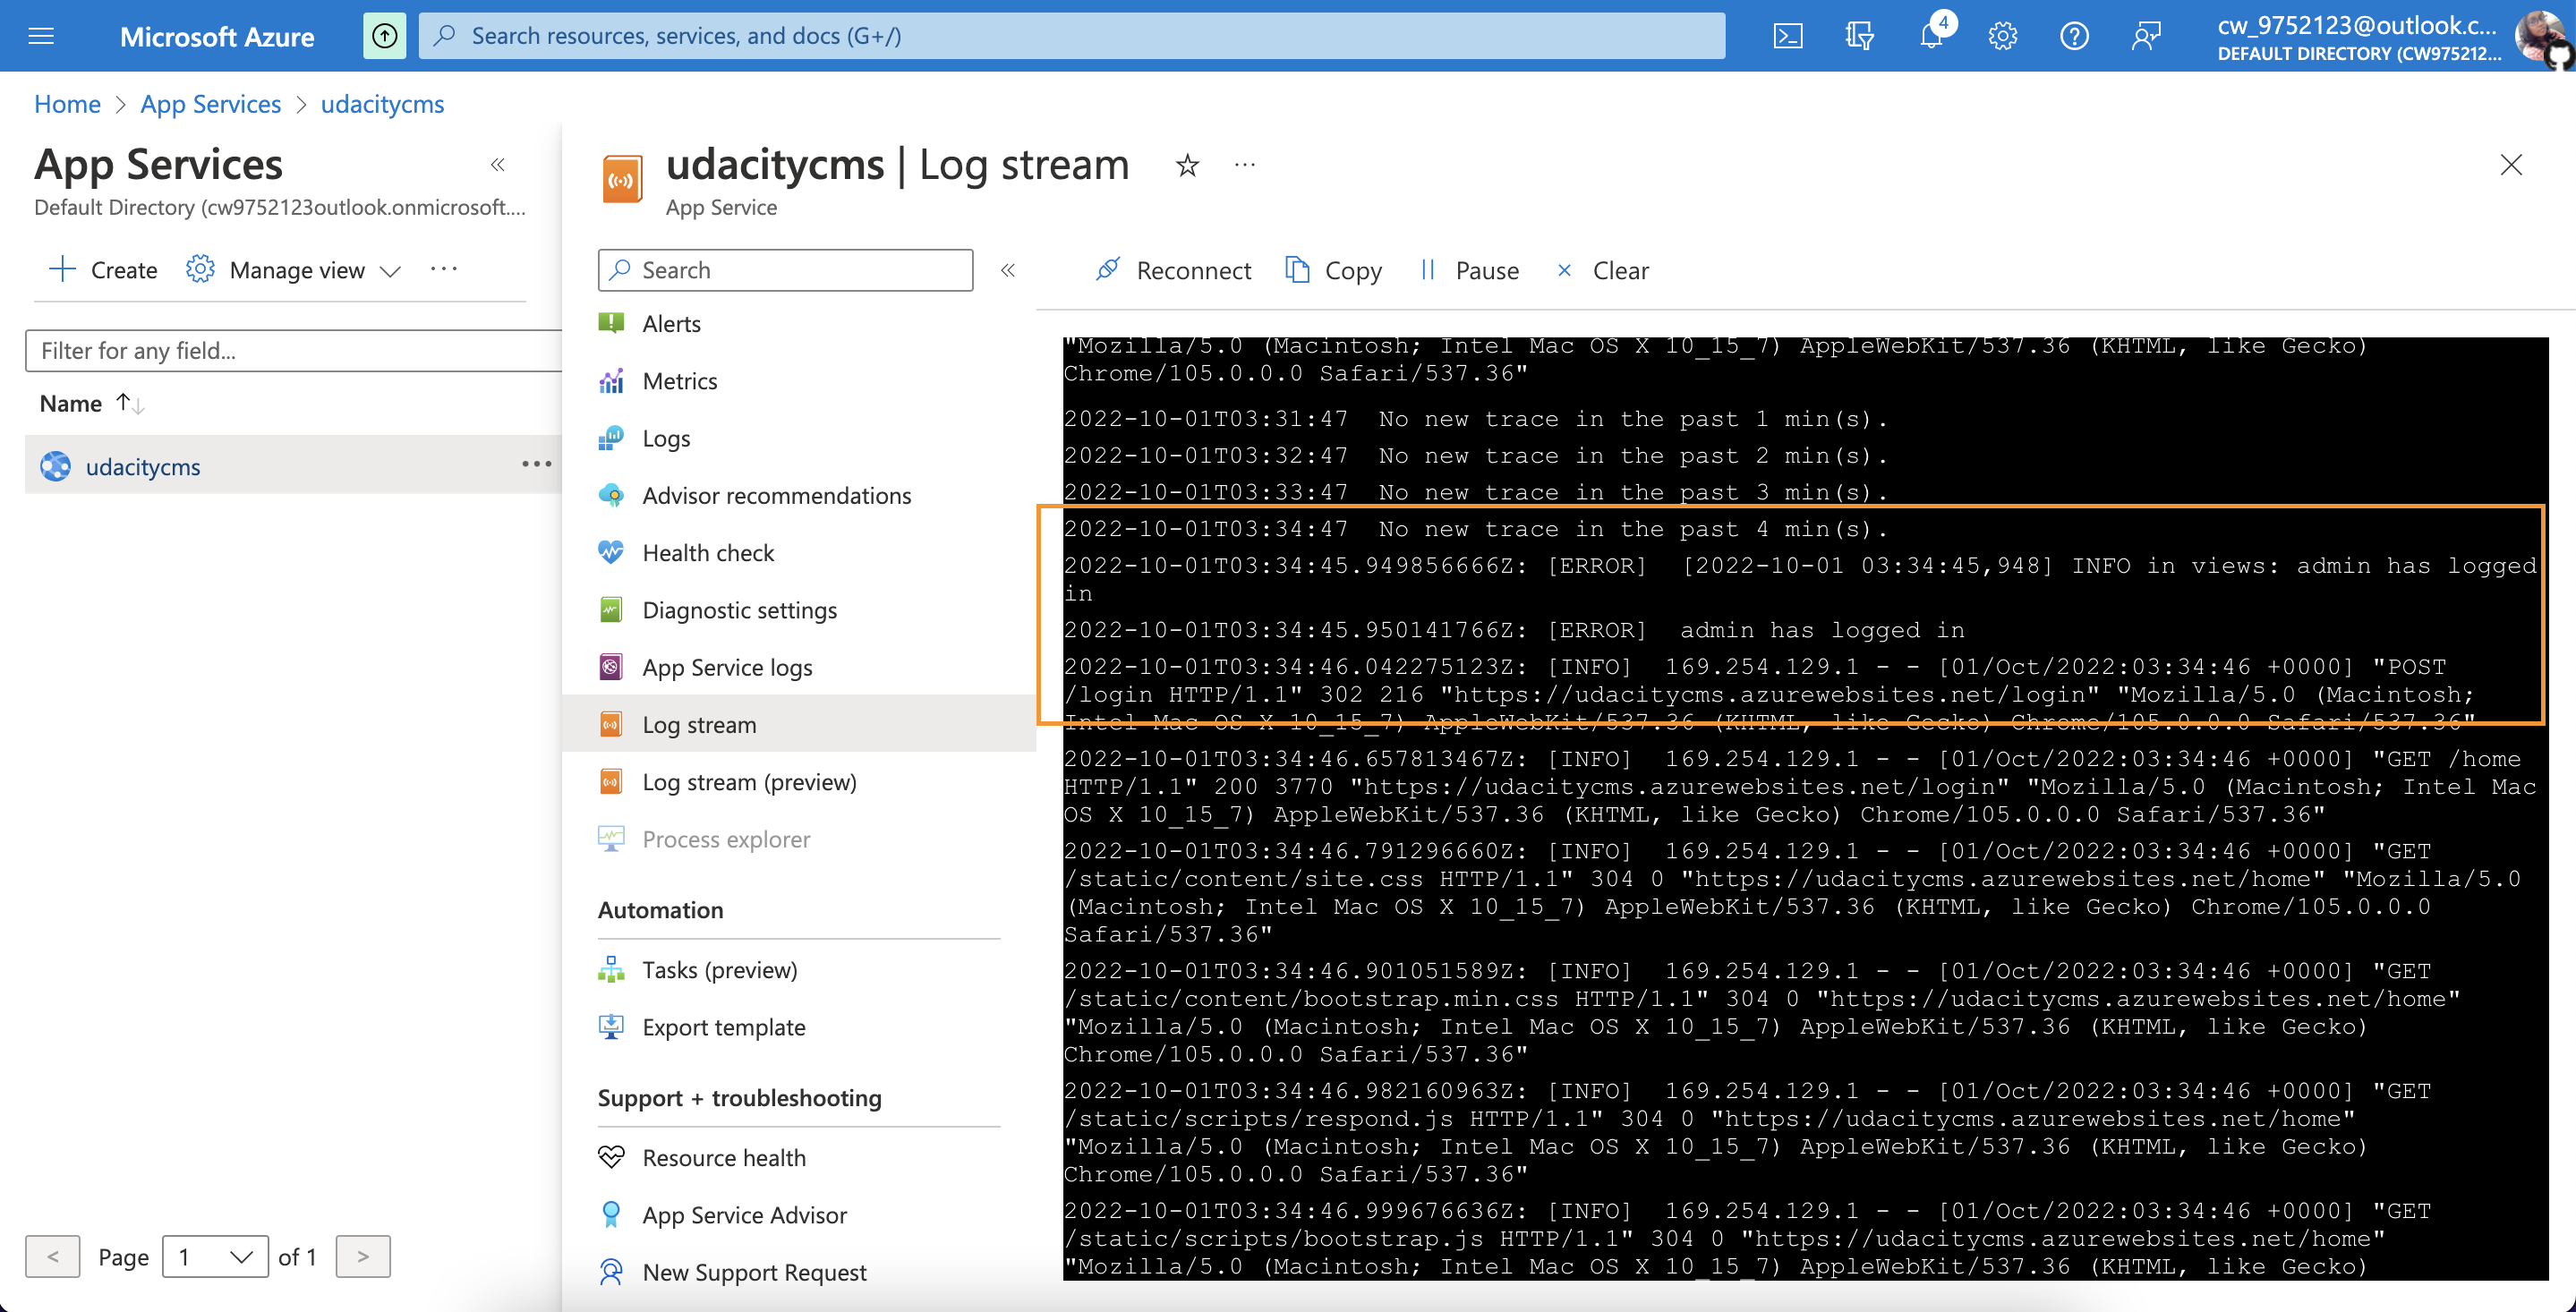 Microsoft Azure
Search resources, services, and docs (G+/)
4
cw_9752123@outlook.c...
DEFAULT DIRECTORY (CW975212...
Home > App Services > udacitycms
App Services
«
Default Directory (cw9752123outlook.onmicrosoft....
Create
Manage view
...
Filter for any field...
Name
udacitycms
...
< Page 1 of 1 >
udacitycms | Log stream
...
App Service
Search
«
Alerts
Metrics
Logs
Advisor recommendations
Health check
Diagnostic settings
App Service logs
Log stream
Log stream (preview)
Process explorer
Automation
Tasks (preview)
Export template
Support + troubleshooting
Resource health
App Service Advisor
New Support Request
Reconnect
Copy
Pause
Clear
"Mozilla/5.0 (Macintosh; Intel Mac OS X 10_15_7) AppleWebKit/537.36 (KHTML, like Gecko)
Chrome/105.0.0.0 Safari/537.36"
2022-10-01T03:31:47  No new trace in the past 1 min(s).
2022-10-01T03:32:47  No new trace in the past 2 min(s).
2022-10-01T03:33:47  No new trace in the past 3 min(s).
2022-10-01T03:34:47  No new trace in the past 4 min(s).
2022-10-01T03:34:45.949856666Z: [ERROR]  [2022-10-01 03:34:45,948] INFO in views: admin has logged
in
2022-10-01T03:34:45.950141766Z: [ERROR]  admin has logged in
2022-10-01T03:34:46.042275123Z: [INFO]  169.254.129.1 - - [01/Oct/2022:03:34:46 +0000] "POST
/login HTTP/1.1" 302 216 "https://udacitycms.azurewebsites.net/login" "Mozilla/5.0 (Macintosh;
Intel Mac OS X 10_15_7) AppleWebKit/537.36 (KHTML, like Gecko) Chrome/105.0.0.0 Safari/537.36"
2022-10-01T03:34:46.657813467Z: [INFO]  169.254.129.1 - - [01/Oct/2022:03:34:46 +0000] "GET /home
HTTP/1.1" 200 3770 "https://udacitycms.azurewebsites.net/login" "Mozilla/5.0 (Macintosh; Intel Mac
OS X 10_15_7) AppleWebKit/537.36 (KHTML, like Gecko) Chrome/105.0.0.0 Safari/537.36"
2022-10-01T03:34:46.791296660Z: [INFO]  169.254.129.1 - - [01/Oct/2022:03:34:46 +0000] "GET
/static/content/site.css HTTP/1.1" 304 0 "https://udacitycms.azurewebsites.net/home" "Mozilla/5.0
(Macintosh; Intel Mac OS X 10_15_7) AppleWebKit/537.36 (KHTML, like Gecko) Chrome/105.0.0.0
Safari/537.36"
2022-10-01T03:34:46.901051589Z: [INFO]  169.254.129.1 - - [01/Oct/2022:03:34:46 +0000] "GET
/static/content/bootstrap.min.css HTTP/1.1" 304 0 "https://udacitycms.azurewebsites.net/home"
"Mozilla/5.0 (Macintosh; Intel Mac OS X 10_15_7) AppleWebKit/537.36 (KHTML, like Gecko)
Chrome/105.0.0.0 Safari/537.36"
2022-10-01T03:34:46.982160963Z: [INFO]  169.254.129.1 - - [01/Oct/2022:03:34:46 +0000] "GET
/static/scripts/respond.js HTTP/1.1" 304 0 "https://udacitycms.azurewebsites.net/home"
"Mozilla/5.0 (Macintosh; Intel Mac OS X 10_15_7) AppleWebKit/537.36 (KHTML, like Gecko)
Chrome/105.0.0.0 Safari/537.36"
2022-10-01T03:34:46.999676636Z: [INFO]  169.254.129.1 - - [01/Oct/2022:03:34:46 +0000] "GET
/static/scripts/bootstrap.js HTTP/1.1" 304 0 "https://udacitycms.azurewebsites.net/home"
"Mozilla/5.0 (Macintosh; Intel Mac OS X 10_15_7) AppleWebKit/537.36 (KHTML, like Gecko)